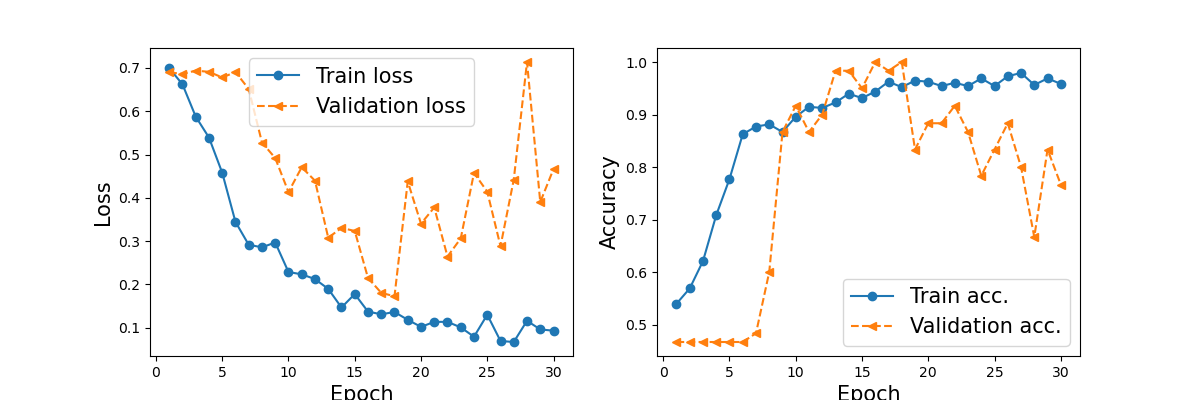 0.7
0.6
0.5
0.4
0.3
0.2
0.1
Loss
0 5 10 15 20 25 30
Epoch
Train loss
Validation loss
1.0
0.9
0.8
0.7
0.6
0.5
Accuracy
0 5 10 15 20 25 30
Epoch
Train acc.
Validation acc.